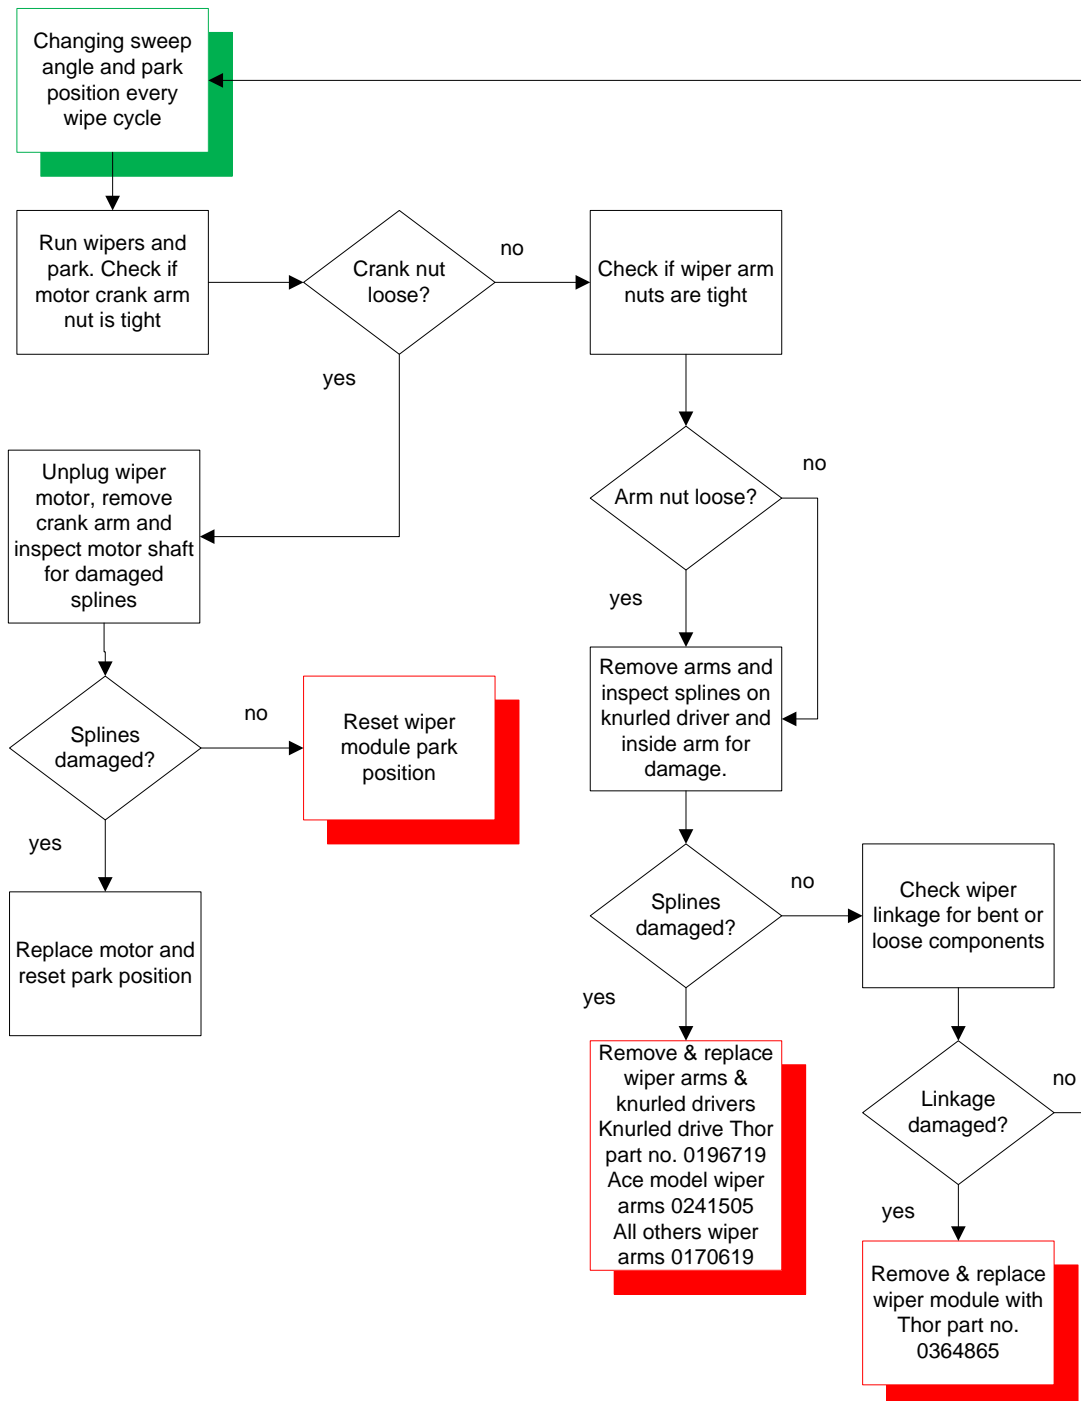 Changing sweep
angle and park
position every
wipe cycle
Run wipers and
park. Check if
motor crank arm
nut is tight
Crank nut
loose?
no
Check if wiper arm
nuts are tight
yes
Unplug wiper
motor, remove
crank arm and
inspect motor shaft
for damaged
splines
Arm nut loose?
no
yes
Remove arms and
inspect splines on
knurled driver and
inside arm for
damage.
Splines
damaged?
no
Reset wiper
module park
position
yes
Replace motor and
reset park position
Splines
damaged?
no
Check wiper
linkage for bent or
loose components
yes
Remove & replace
wiper arms &
knurled drivers
Knurled drive Thor
part no. 0196719
Ace model wiper
arms 0241505
All others wiper
arms 0170619
Linkage
damaged?
no
yes
Remove & replace
wiper module with
Thor part no.
0364865